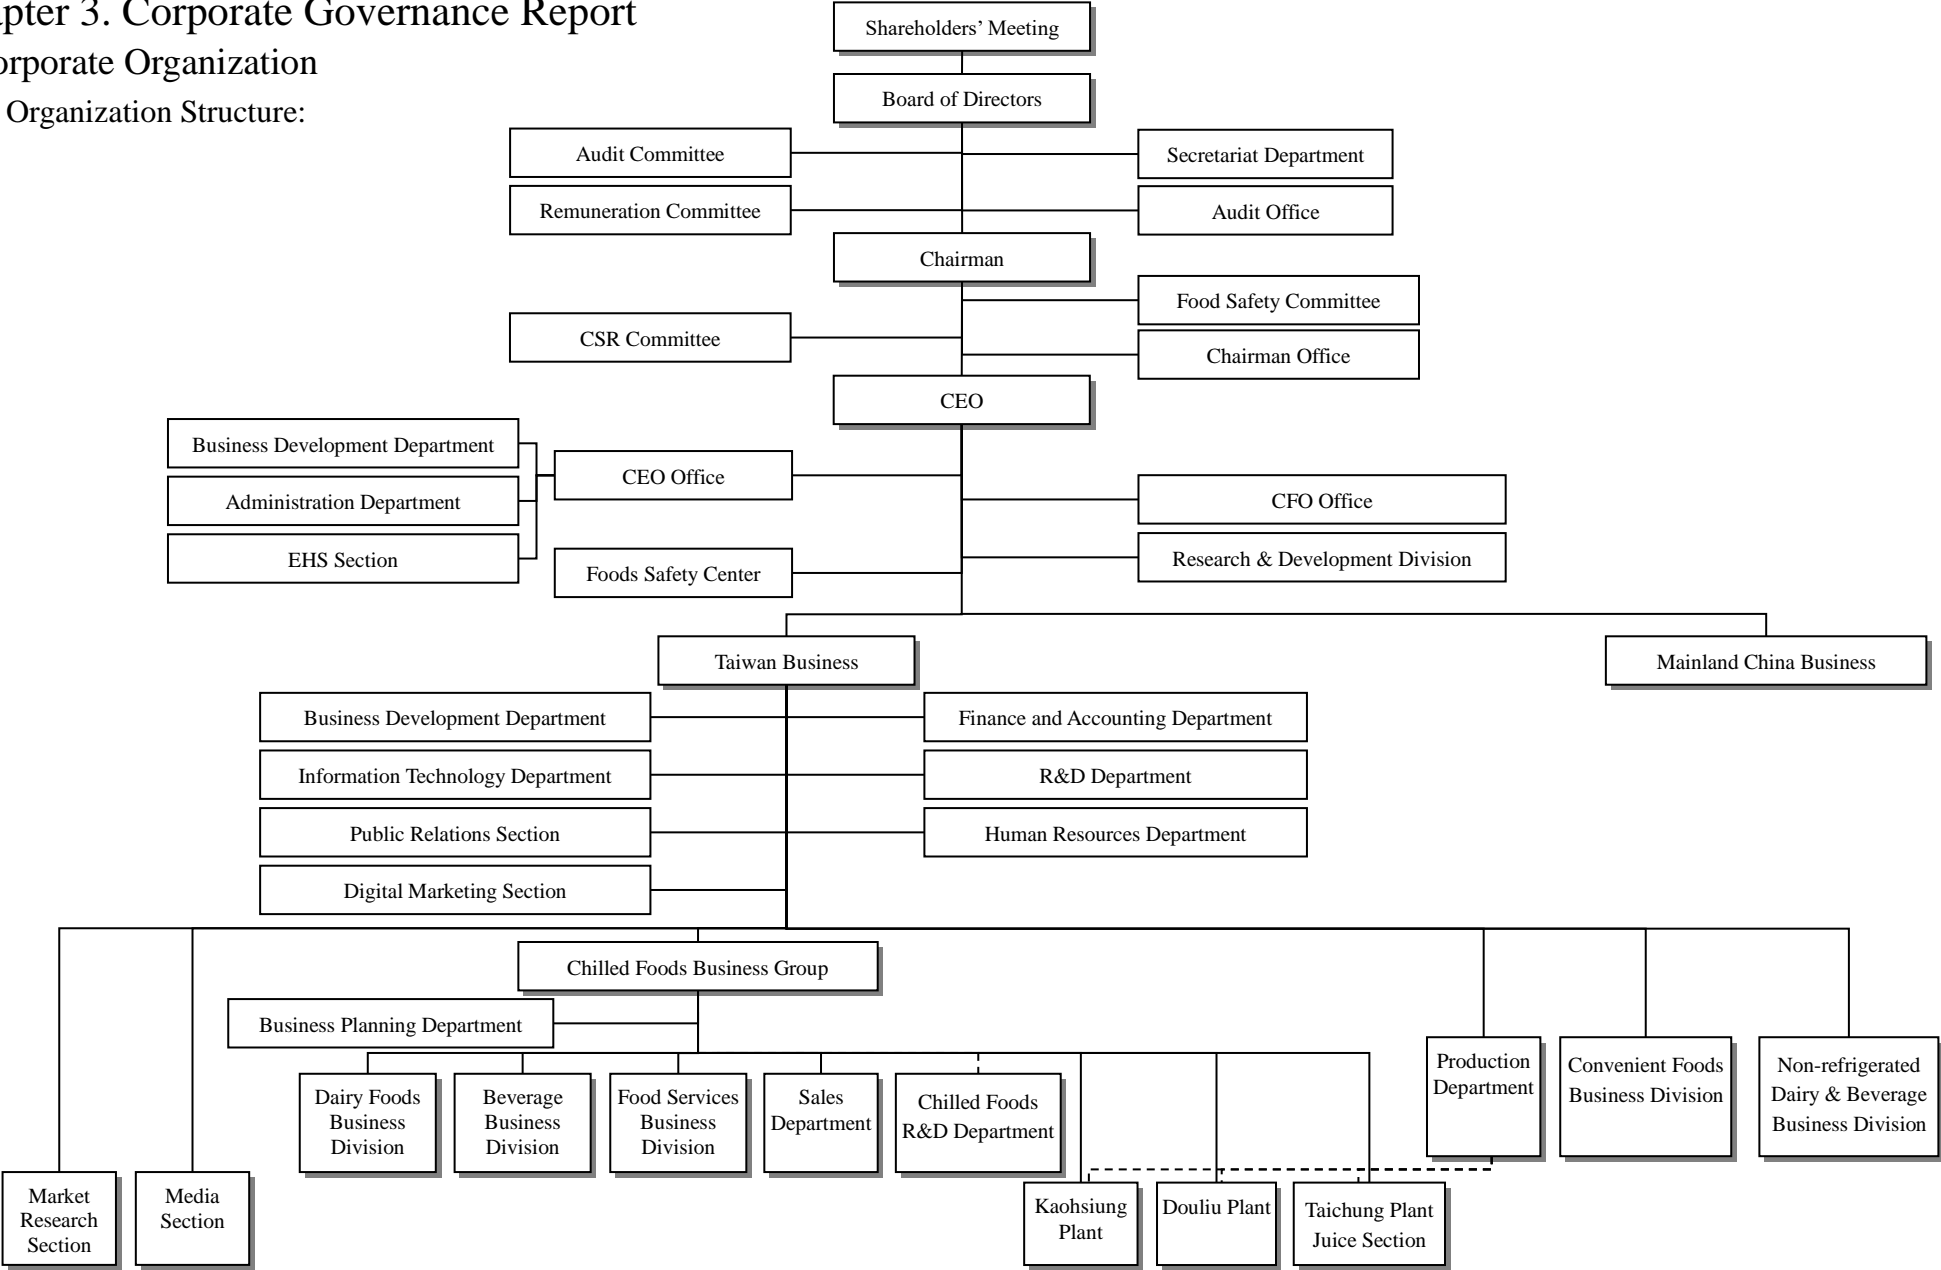 apter 3. Corporate Governance Report
orporate Organization
Organization Structure:
Shareholders’ Meeting
Board of Directors
Audit Committee
Secretariat Department
Remuneration Committee
Audit Office
Chairman
Food Safety Committee
CSR Committee
Chairman Office
CEO
Business Development Department
CEO Office
Administration Department
CFO Office
EHS Section
Foods Safety Center
Research & Development Division
Taiwan Business
Mainland China Business
Business Development Department
Finance and Accounting Department
Information Technology Department
R&D Department
Public Relations Section
Human Resources Department
Digital Marketing Section
Chilled Foods Business Group
Business Planning Department
Dairy Foods
Business
Division
Beverage
Business
Division
Food Services
Business
Division
Sales
Department
Chilled Foods
R&D Department
Production
Department
Convenient Foods
Business Division
Non-refrigerated
Dairy & Beverage
Business Division
Market
Research
Section
Media
Section
Kaohsiung
Plant
Douliu Plant
Taichung Plant
Juice Section